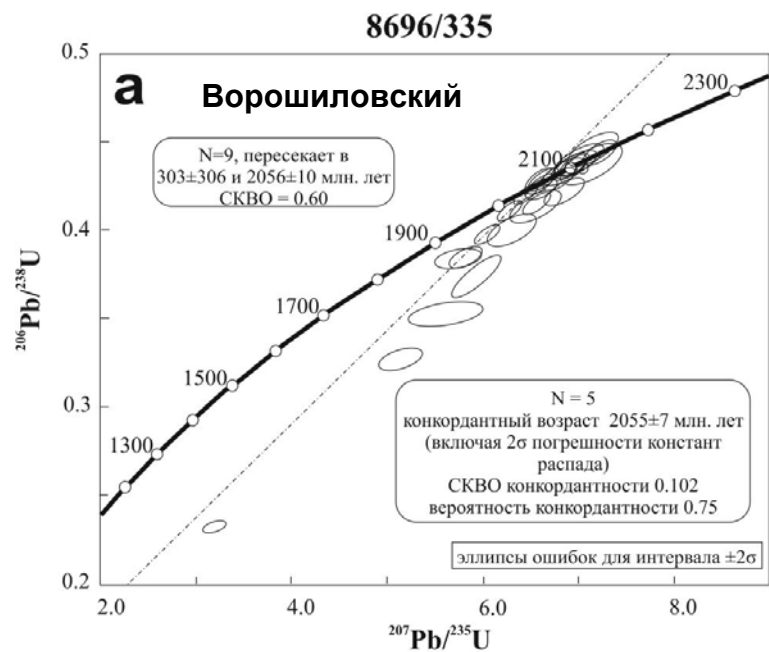 8696/335
0.5
а Ворошиловский
2300
N=9, пересекает в
303±306 и 2056±10 млн. лет
СКВО = 0.60
2100
0.4
1900
²⁰⁶Pb/²³⁸U
1700
1500
0.3
1300
N = 5
конкордантный возраст 2055±7 млн. лет
(включая 2σ погрешности констант
распада)
СКВО конкордантности 0.102
вероятность конкордантности 0.75
эллипсы ошибок для интервала ±2σ
0.2
2.0 4.0 6.0 8.0
²⁰⁷Pb/²³⁵U